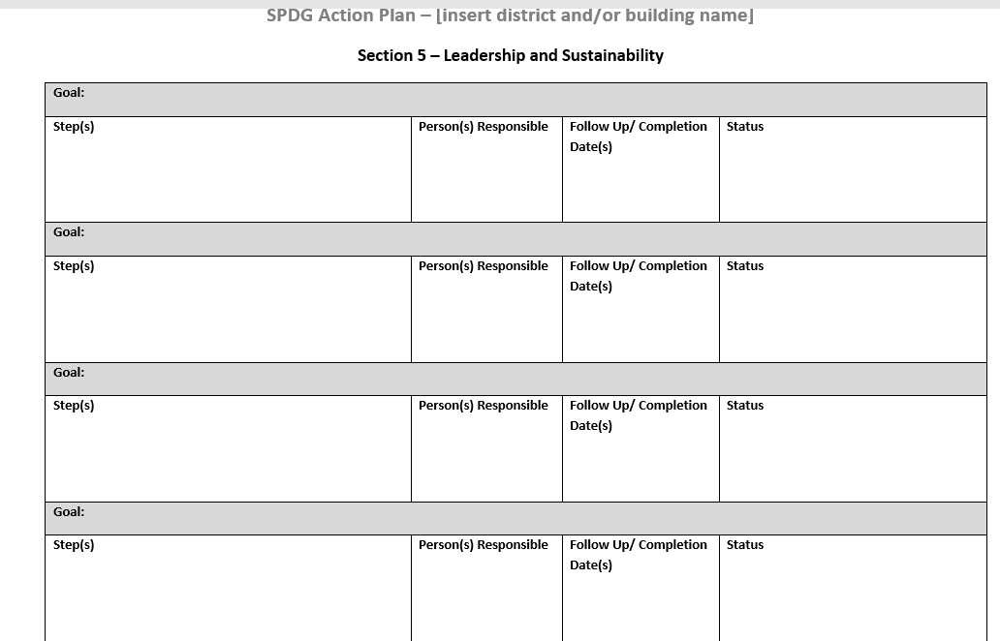 SPDG Action Plan – [insert district and/or building name]
Section 5 – Leadership and Sustainability
Goal:
Step(s)
Person(s) Responsible
Follow Up/ Completion
Date(s)
Status
Goal:
Step(s)
Person(s) Responsible
Follow Up/ Completion
Date(s)
Status
Goal:
Step(s)
Person(s) Responsible
Follow Up/ Completion
Date(s)
Status
Goal:
Step(s)
Person(s) Responsible
Follow Up/ Completion
Date(s)
Status